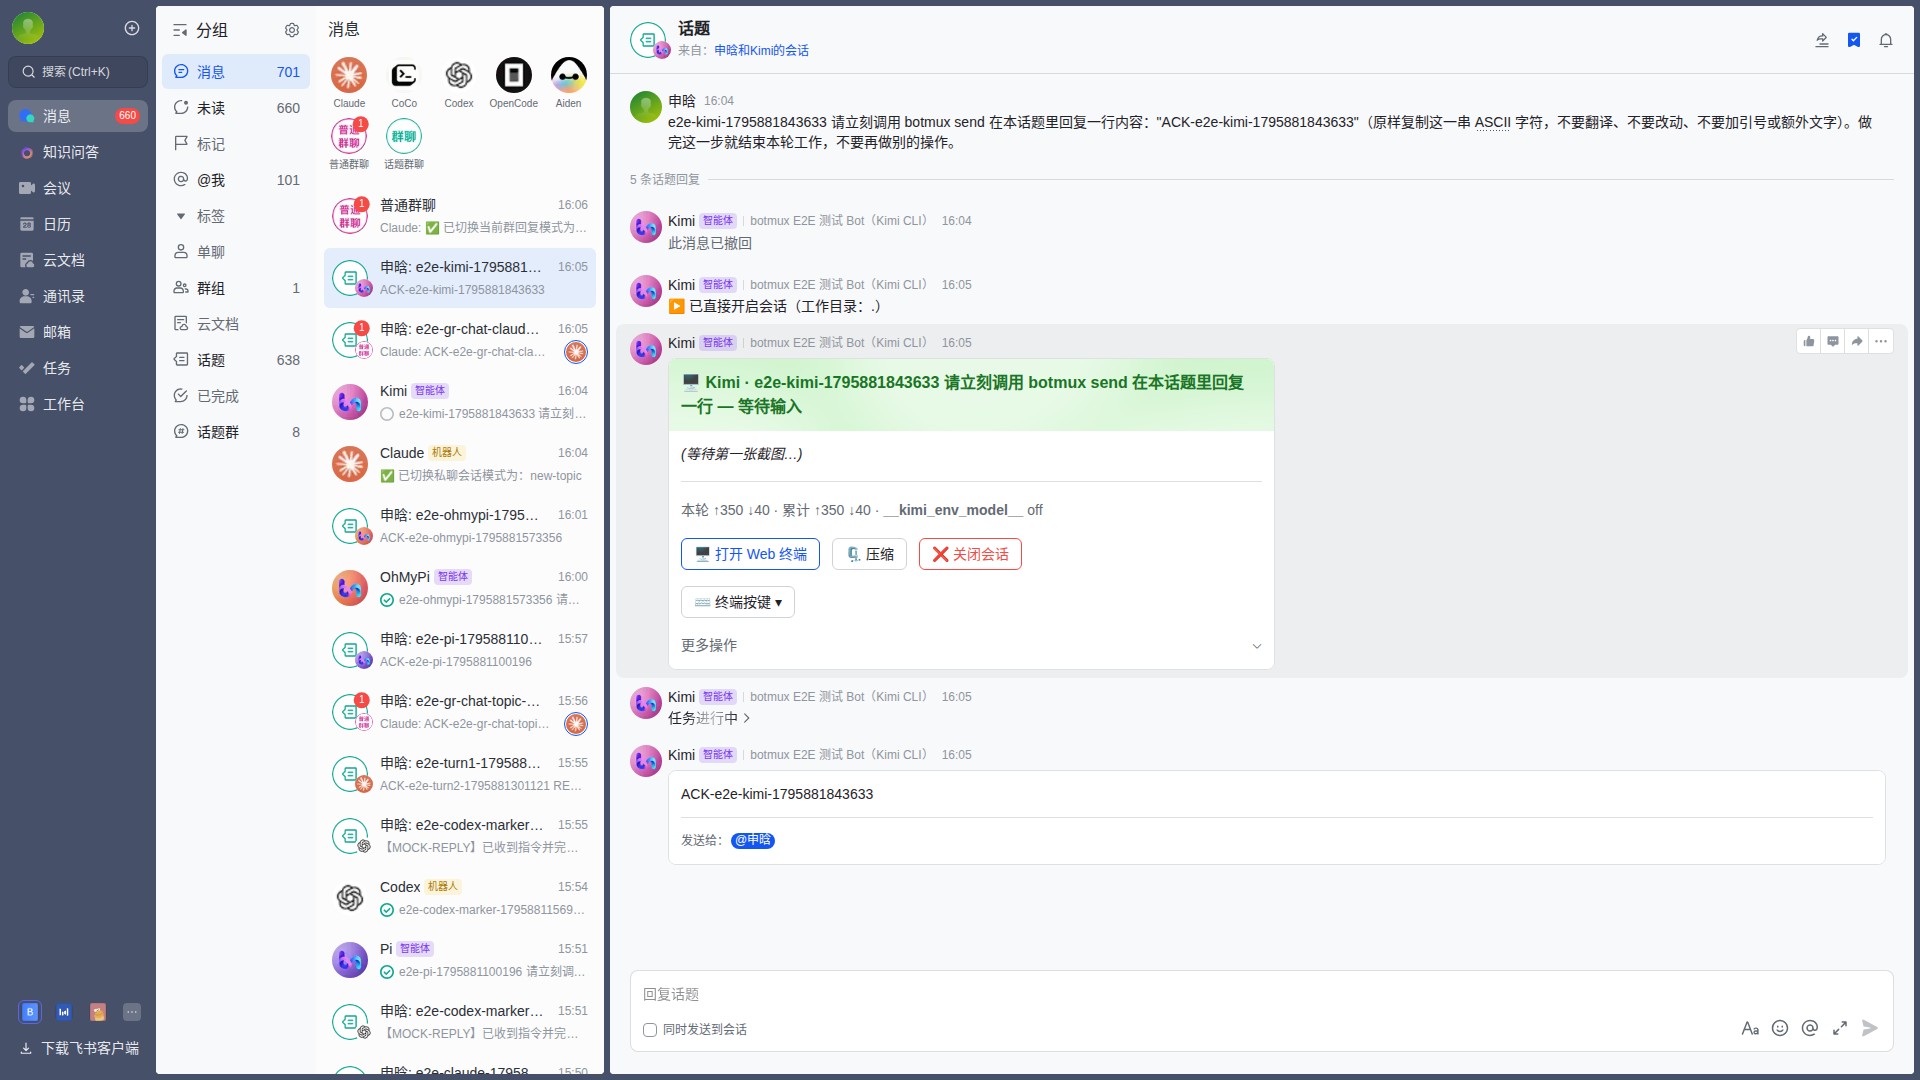 搜索 (Ctrl+K)
消息 660
知识问答
会议
日历
云文档
通讯录
邮箱
任务
工作台
下载飞书客户端
分组
消息 701
未读 660
标记
@我 101
标签
单聊
群组 1
云文档
话题 638
已完成
话题群 8
消息
Claude CoCo Codex OpenCode Aiden
普通群聊 1 群聊
普通群聊 话题群聊
普通群聊 16:06
Claude: ✅ 已切换当前群回复模式为…
申晗: e2e-kimi-1795881… 16:05
ACK-e2e-kimi-1795881843633
申晗: e2e-gr-chat-claud… 16:05
Claude: ACK-e2e-gr-chat-cla…
Kimi 智能体 16:04
e2e-kimi-1795881843633 请立刻…
Claude 机器人 16:04
✅ 已切换私聊会话模式为：new-topic
申晗: e2e-ohmypi-1795… 16:01
ACK-e2e-ohmypi-1795881573356
OhMyPi 智能体 16:00
e2e-ohmypi-1795881573356 请…
申晗: e2e-pi-179588110… 15:57
ACK-e2e-pi-1795881100196
申晗: e2e-gr-chat-topic-… 15:56
Claude: ACK-e2e-gr-chat-topi…
申晗: e2e-turn1-179588… 15:55
ACK-e2e-turn2-1795881301121 RE…
申晗: e2e-codex-marker… 15:55
【MOCK-REPLY】已收到指令并完…
Codex 机器人 15:54
e2e-codex-marker-17958811569…
Pi 智能体 15:51
e2e-pi-1795881100196 请立刻调…
申晗: e2e-codex-marker… 15:51
【MOCK-REPLY】已收到指令并完…
申晗: e2e-claude-17958… 15:50
话题
来自：申晗和Kimi的会话
申晗 16:04
e2e-kimi-1795881843633 请立刻调用 botmux send 在本话题里回复一行内容："ACK-e2e-kimi-1795881843633"（原样复制这一串 ASCII 字符，不要翻译、不要改动、不要加引号或额外文字）。做
完这一步就结束本轮工作，不要再做别的操作。
5 条话题回复
Kimi 智能体 botmux E2E 测试 Bot（Kimi CLI） 16:04
此消息已撤回
Kimi 智能体 botmux E2E 测试 Bot（Kimi CLI） 16:05
▶️ 已直接开启会话（工作目录：.）
Kimi 智能体 botmux E2E 测试 Bot（Kimi CLI） 16:05
🖥️ Kimi · e2e-kimi-1795881843633 请立刻调用 botmux send 在本话题里回复
一行 — 等待输入
(等待第一张截图…)
本轮 ↑350 ↓40 · 累计 ↑350 ↓40 · __kimi_env_model__ off
🖥️ 打开 Web 终端 🗜️ 压缩 ❌ 关闭会话
⌨️ 终端按键 ▾
更多操作
Kimi 智能体 botmux E2E 测试 Bot（Kimi CLI） 16:05
任务进行中
Kimi 智能体 botmux E2E 测试 Bot（Kimi CLI） 16:05
ACK-e2e-kimi-1795881843633
发送给：@申晗
回复话题
同时发送到会话